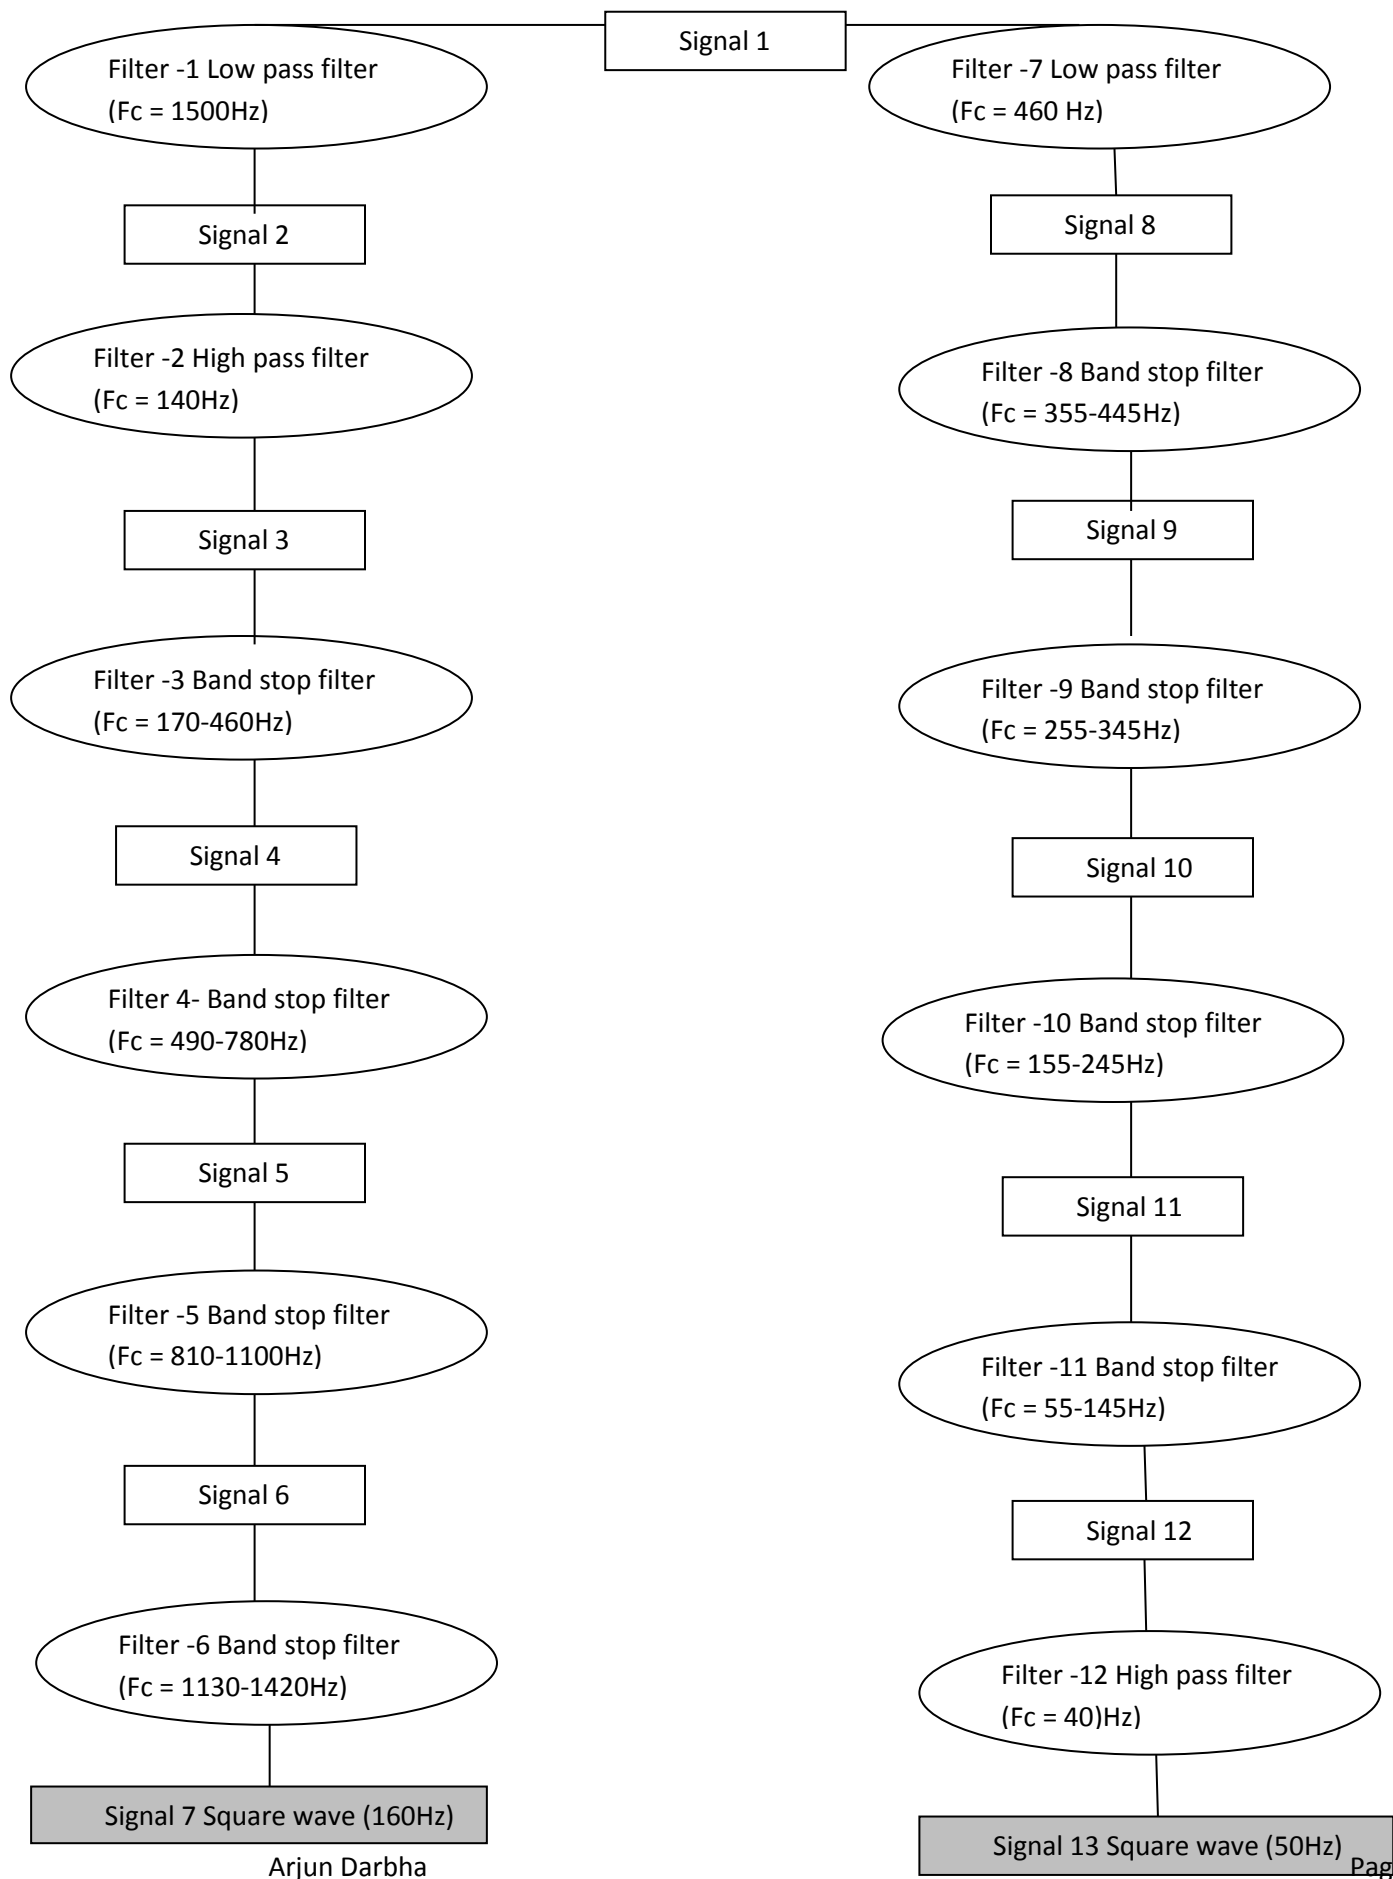 Signal 1
Filter -1 Low pass filter
(Fc = 1500Hz)
Signal 2
Filter -2 High pass filter
(Fc = 140Hz)
Signal 3
Filter -3 Band stop filter
(Fc = 170-460Hz)
Signal 4
Filter 4- Band stop filter
(Fc = 490-780Hz)
Signal 5
Filter -5 Band stop filter
(Fc = 810-1100Hz)
Signal 6
Filter -6 Band stop filter
(Fc = 1130-1420Hz)
Signal 7 Square wave (160Hz)
Filter -7 Low pass filter
(Fc = 460 Hz)
Signal 8
Filter -8 Band stop filter
(Fc = 355-445Hz)
Signal 9
Filter -9 Band stop filter
(Fc = 255-345Hz)
Signal 10
Filter -10 Band stop filter
(Fc = 155-245Hz)
Signal 11
Filter -11 Band stop filter
(Fc = 55-145Hz)
Signal 12
Filter -12 High pass filter
(Fc = 40)Hz)
Signal 13 Square wave (50Hz)
Arjun Darbha
Pag